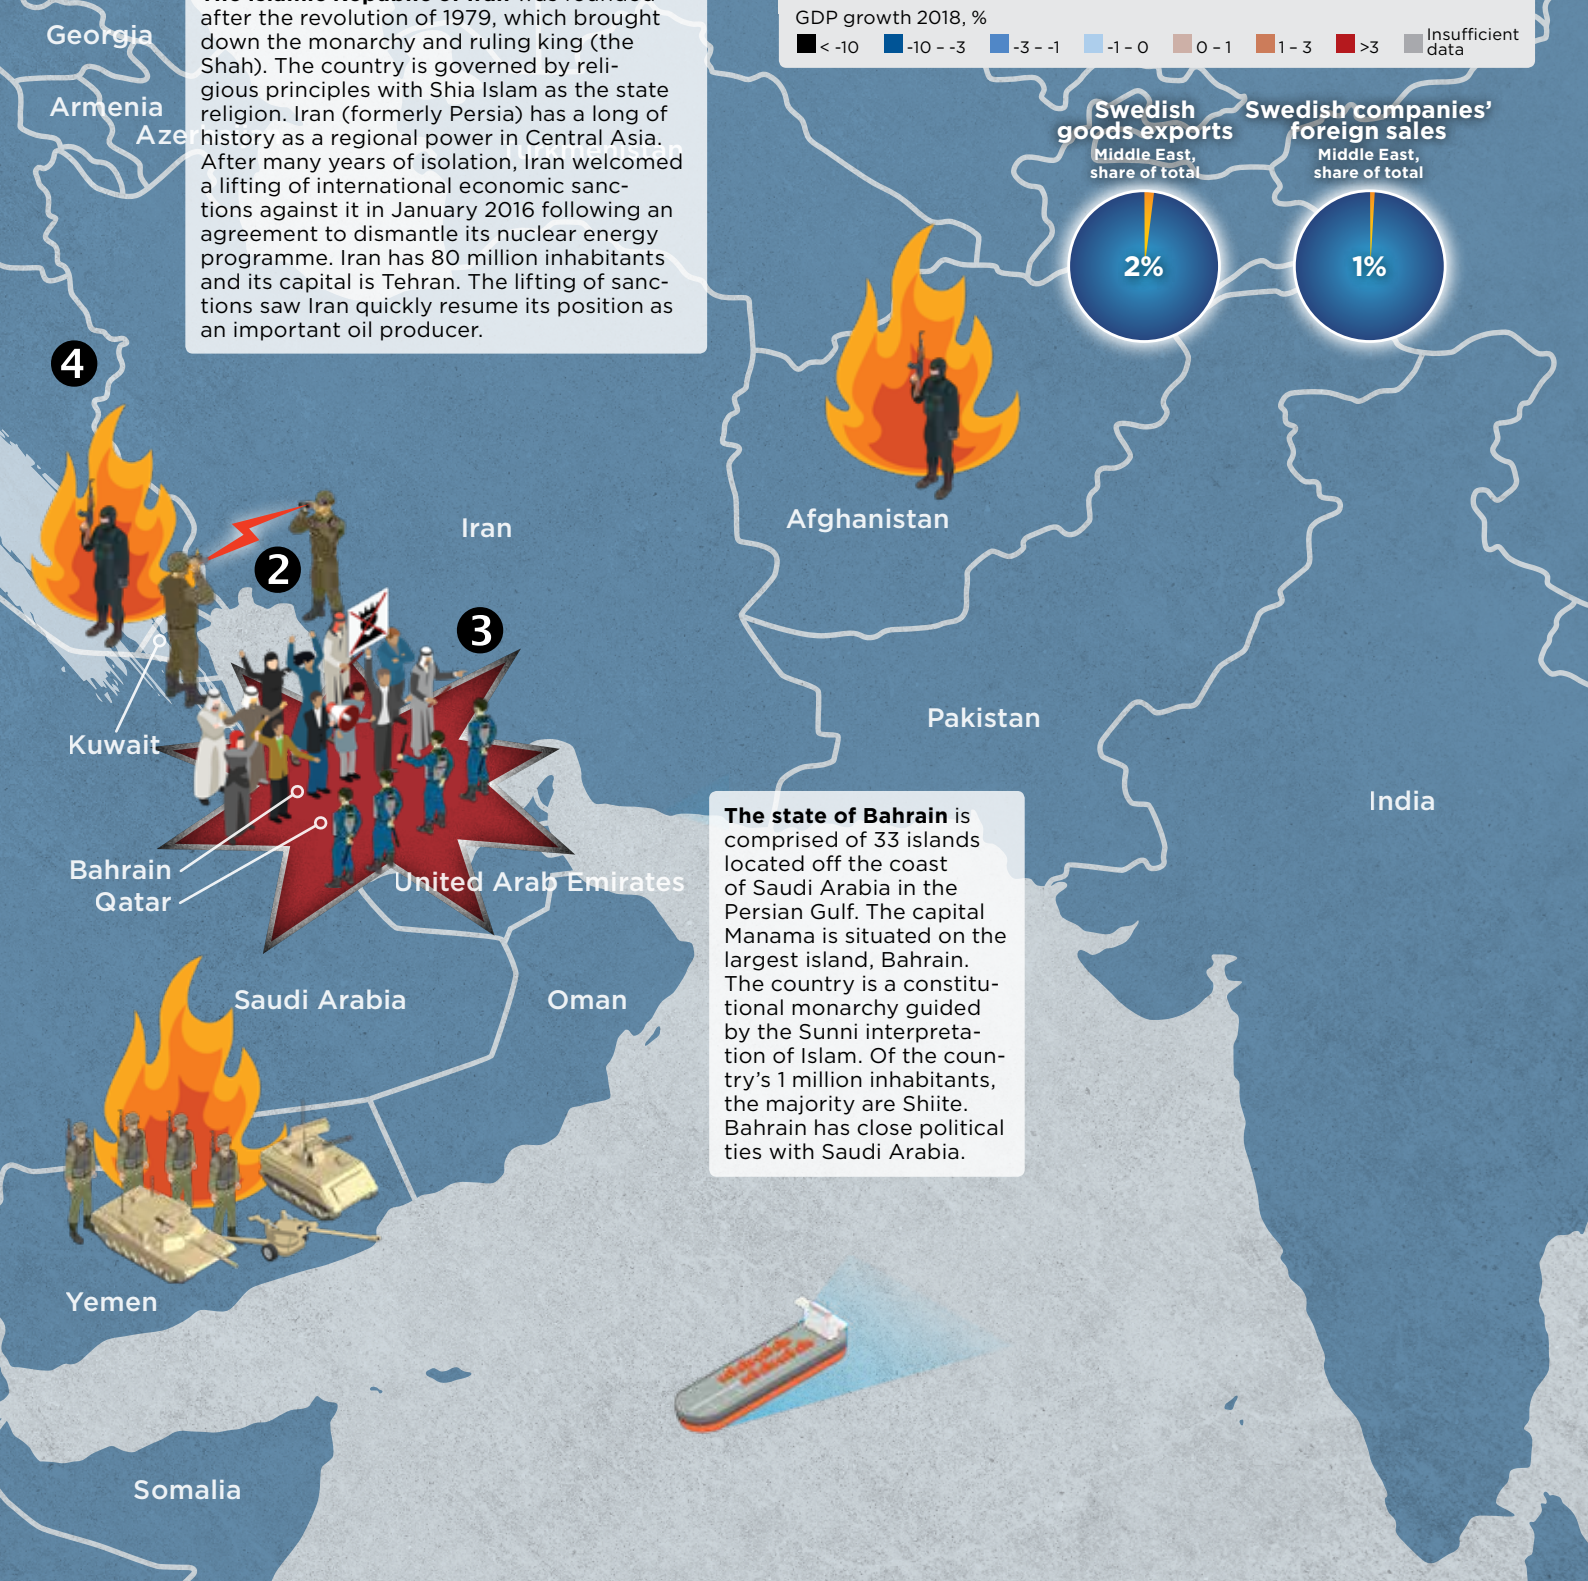 The Islamic Republic of Iran was founded
after the revolution of 1979, which brought
down the monarchy and ruling king (the
Shah). The country is governed by reli-
gious principles with Shia Islam as the state
religion. Iran (formerly Persia) has a long of
history as a regional power in Central Asia.
After many years of isolation, Iran welcomed
a lifting of international economic sanc-
tions against it in January 2016 following an
agreement to dismantle its nuclear energy
programme. Iran has 80 million inhabitants
and its capital is Tehran. The lifting of sanc-
tions saw Iran quickly resume its position as
an important oil producer.
GDP growth 2018, %
< -10
-10 – -3
-3 – -1
-1 – 0
0 – 1
1 – 3
>3
Insufficient
data
Swedish
goods exports
Middle East,
share of total
2%
Swedish companies'
foreign sales
Middle East,
share of total
1%
Georgia
Armenia
Turkmenistan
4
2
3
Iran
Afghanistan
Kuwait
Pakistan
India
Bahrain
Qatar
United Arab Emirates
Saudi Arabia
Oman
The state of Bahrain is
comprised of 33 islands
located off the coast
of Saudi Arabia in the
Persian Gulf. The capital
Manama is situated on the
largest island, Bahrain.
The country is a constitu-
tional monarchy guided
by the Sunni interpreta-
tion of Islam. Of the coun-
try's 1 million inhabitants,
the majority are Shiite.
Bahrain has close political
ties with Saudi Arabia.
Yemen
Somalia